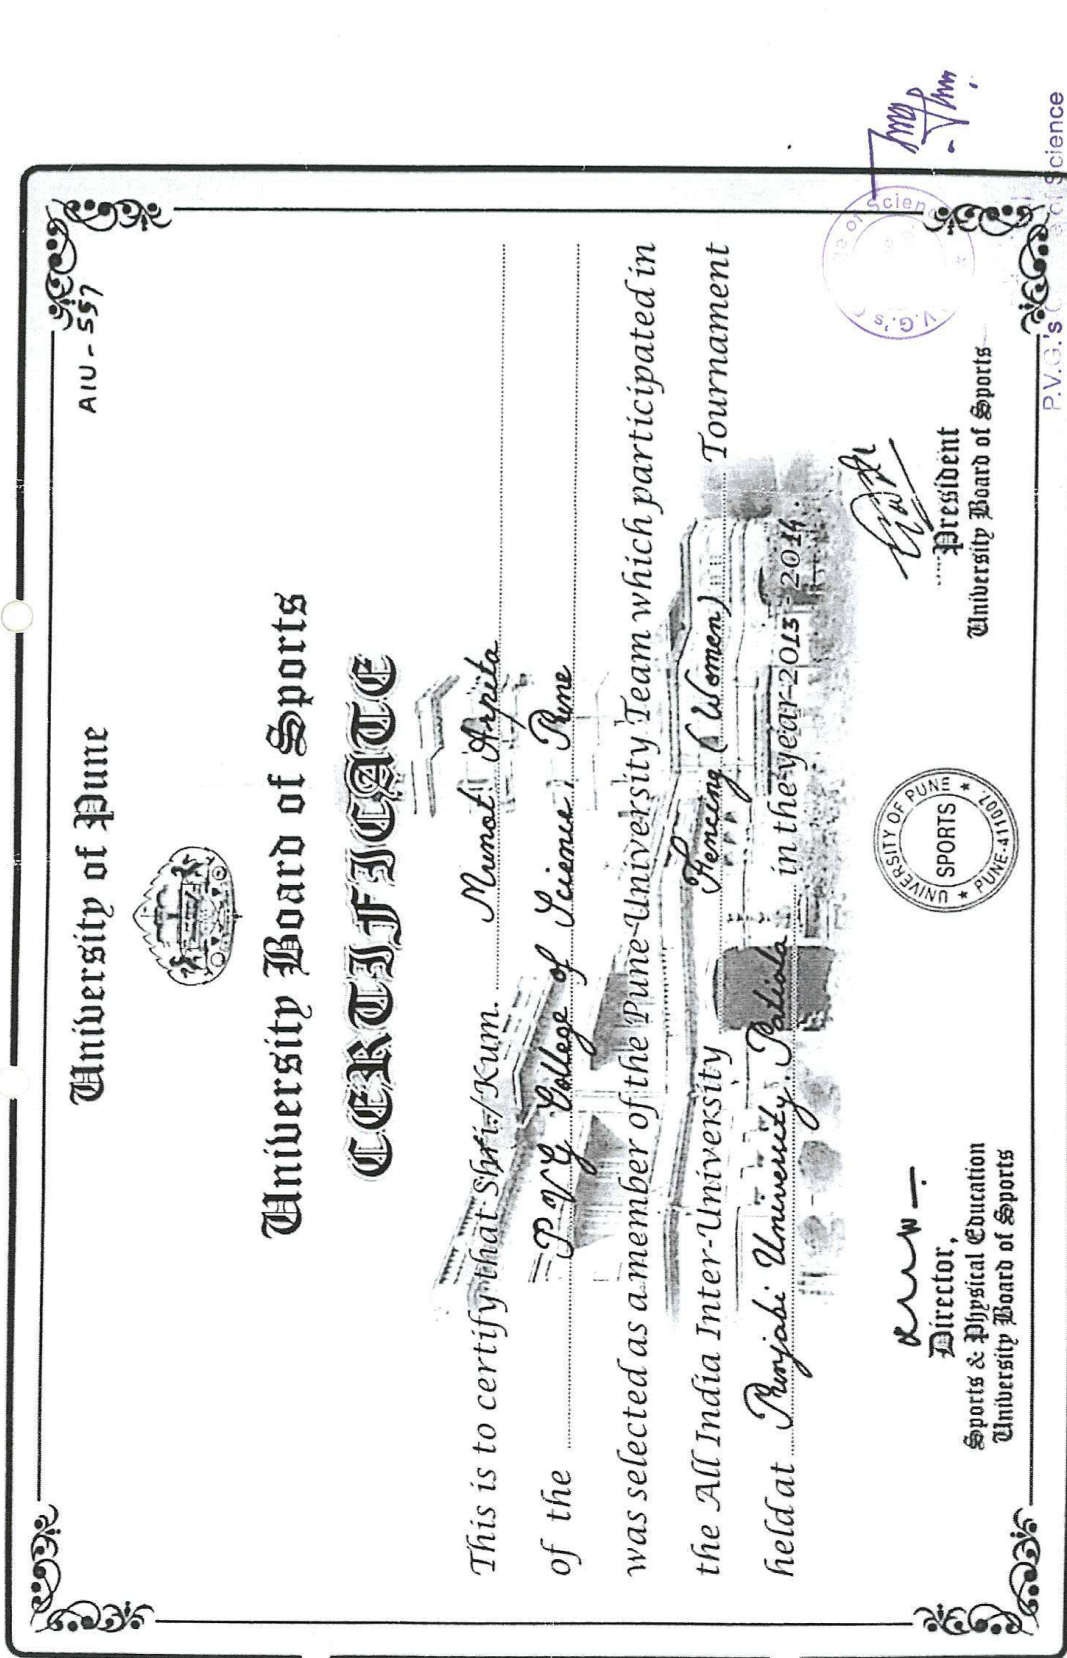 AIU - 557
University of Pune
University Board of Sports
CERTIFICATE
This is to certify that Shri./Kum. Munot Arpita
of the P V G College of Science, Pune
was selected as a member of the Pune University Team which participated in
the All India Inter-University Fencing (Women) Tournament
held at Punjabi University Patiala in the year 2013-2014.
Director,
Sports & Physical Education
University Board of Sports
UNIVERSITY OF PUNE
SPORTS
PUNE-411007.
President
University Board of Sports
of Science
V.G.'s
P.V.G.'s of Science